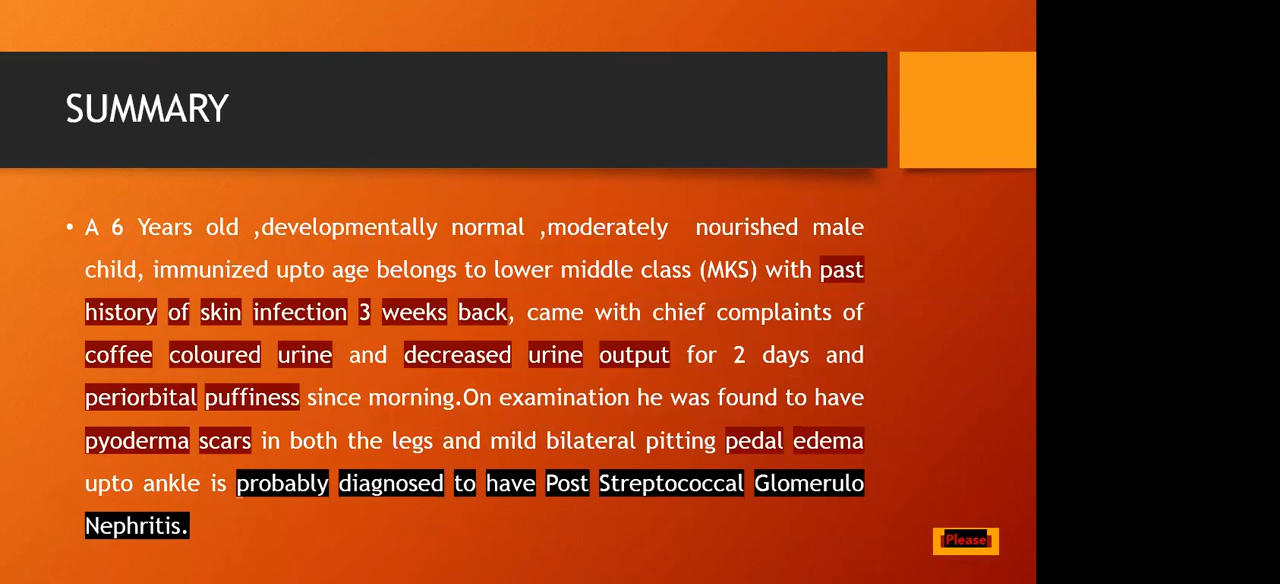 SUMMARY
• A 6 Years old ,developmentally normal ,moderately nourished male
child, immunized upto age belongs to lower middle class (MKS) with past
history of skin infection 3 weeks back, came with chief complaints of
coffee coloured urine and decreased urine output for 2 days and
periorbital puffiness since morning.On examination he was found to have
pyoderma scars in both the legs and mild bilateral pitting pedal edema
upto ankle is probably diagnosed to have Post Streptococcal Glomerulo
Nephritis.
Please